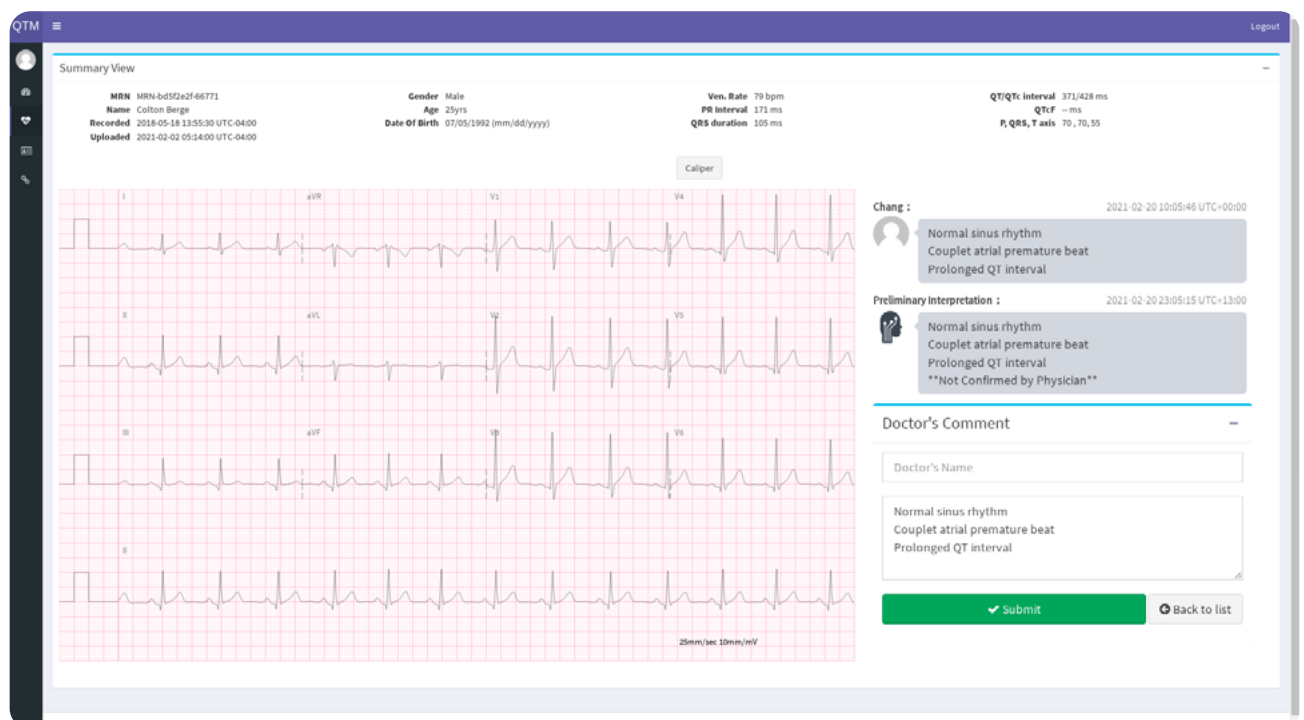 QTM
Logout
Summary View
MRN MRN-bd5f2e2f-66771
Name Colton Berge
Recorded 2018-05-18 13:55:30 UTC-04:00
Uploaded 2021-02-02 05:14:00 UTC-04:00
Gender Male
Age 25yrs
Date Of Birth 07/05/1992 (mm/dd/yyyy)
Ven. Rate 79 bpm
PR Interval 171 ms
QRS duration 105 ms
QT/QTc interval 371/428 ms
QTcF -- ms
P, QRS, T axis 70 , 70, 55
Caliper
I aVR V1 V4
II aVL V2 V5
III aVF V3 V6
II
25mm/sec 10mm/mV
Chang : 2021-02-20 10:05:46 UTC+00:00
Normal sinus rhythm
Couplet atrial premature beat
Prolonged QT interval
Preliminary Interpretation : 2021-02-20 23:05:15 UTC+13:00
Normal sinus rhythm
Couplet atrial premature beat
Prolonged QT interval
**Not Confirmed by Physician**
Doctor's Comment
Doctor's Name
Normal sinus rhythm
Couplet atrial premature beat
Prolonged QT interval
Submit
Back to list